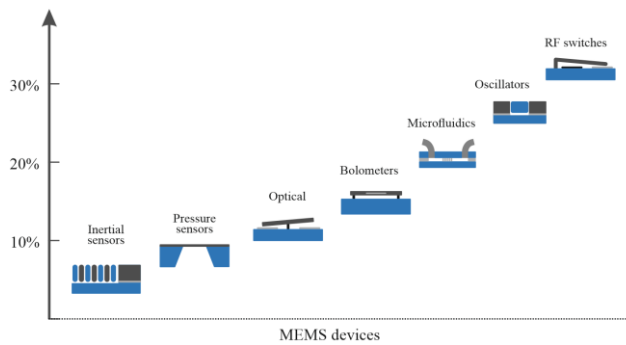 RF switches
Oscillators
30%
Microfluidics
20%
Bolometers
Optical
Pressure
sensors
Inertial
sensors
10%
MEMS devices